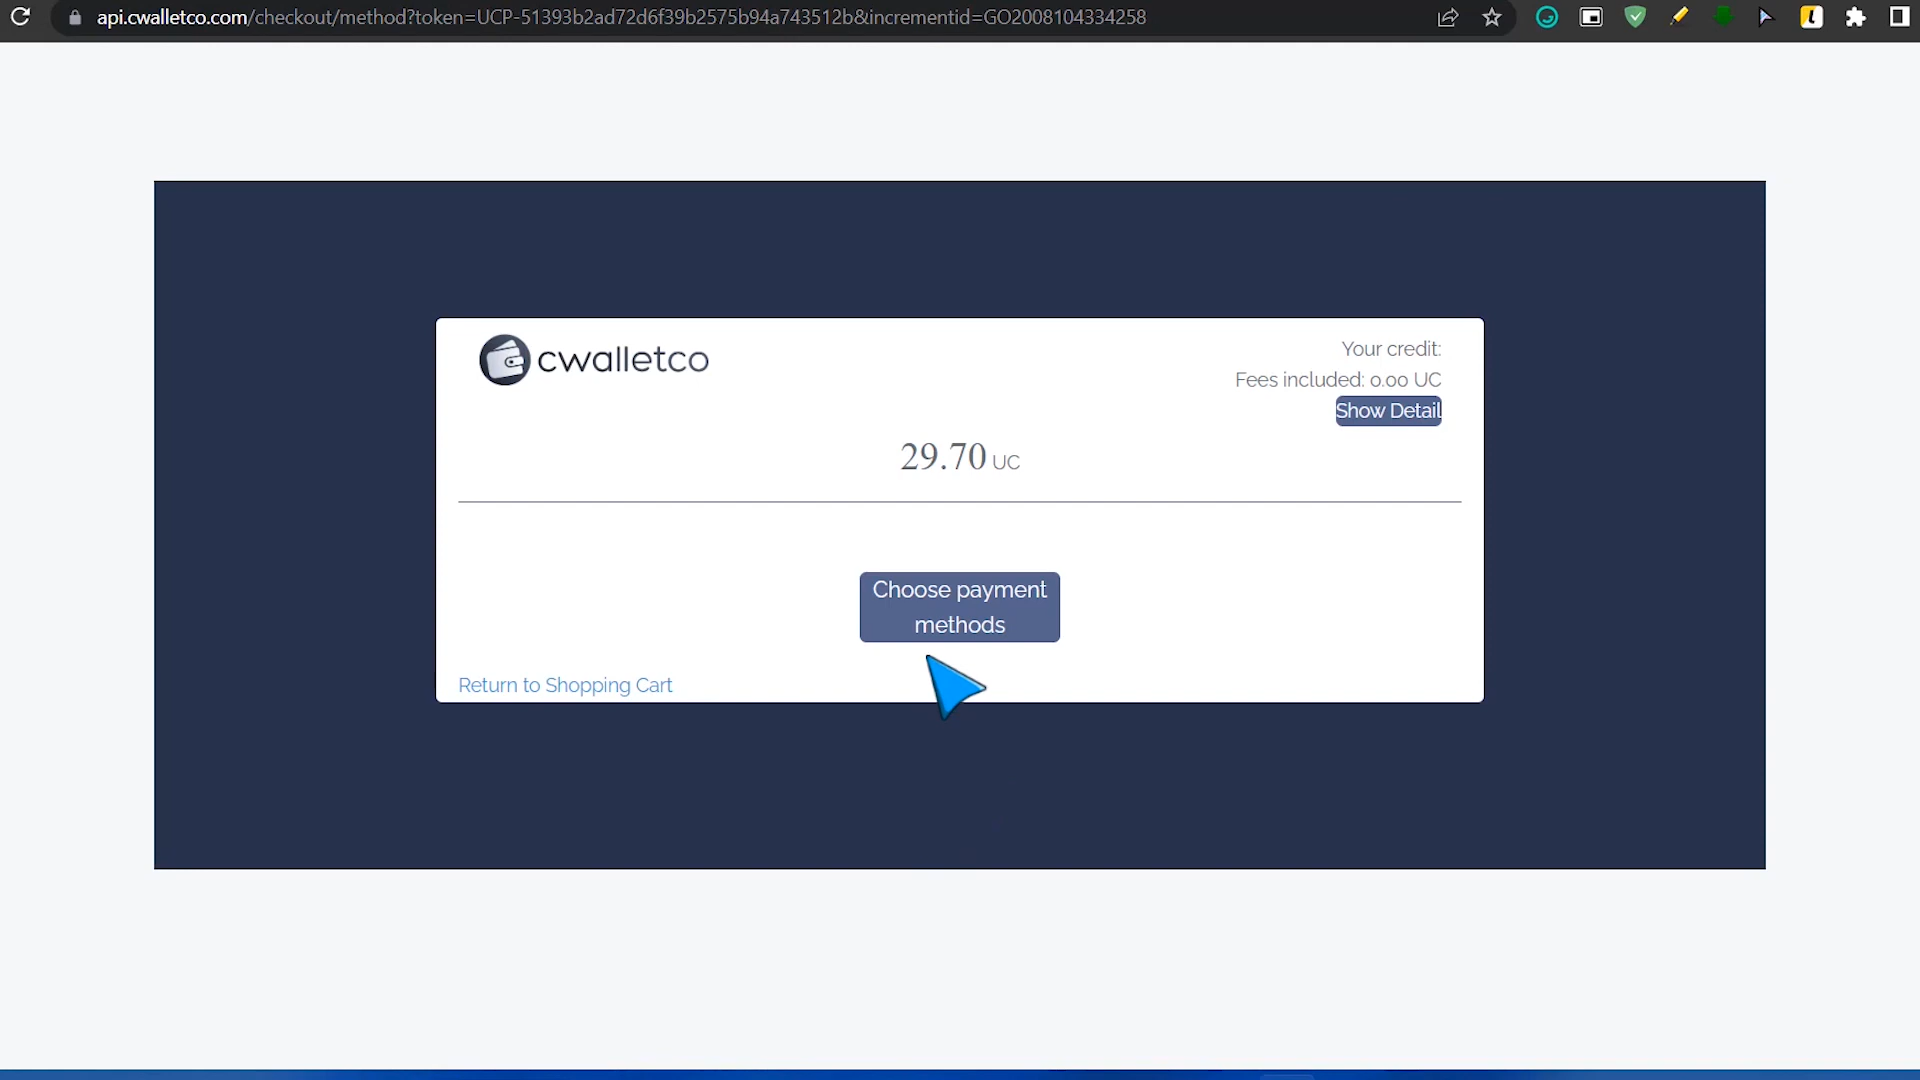 api.cwalletco.com/checkout/method?token=UCP-51393b2ad72d6f39b2575b94a743512b&incrementid=GO2008104334258
cwalletco
Your credit:
Fees included: 0.00 UC
Show Detail
29.70 UC
Choose payment
methods
Return to Shopping Cart